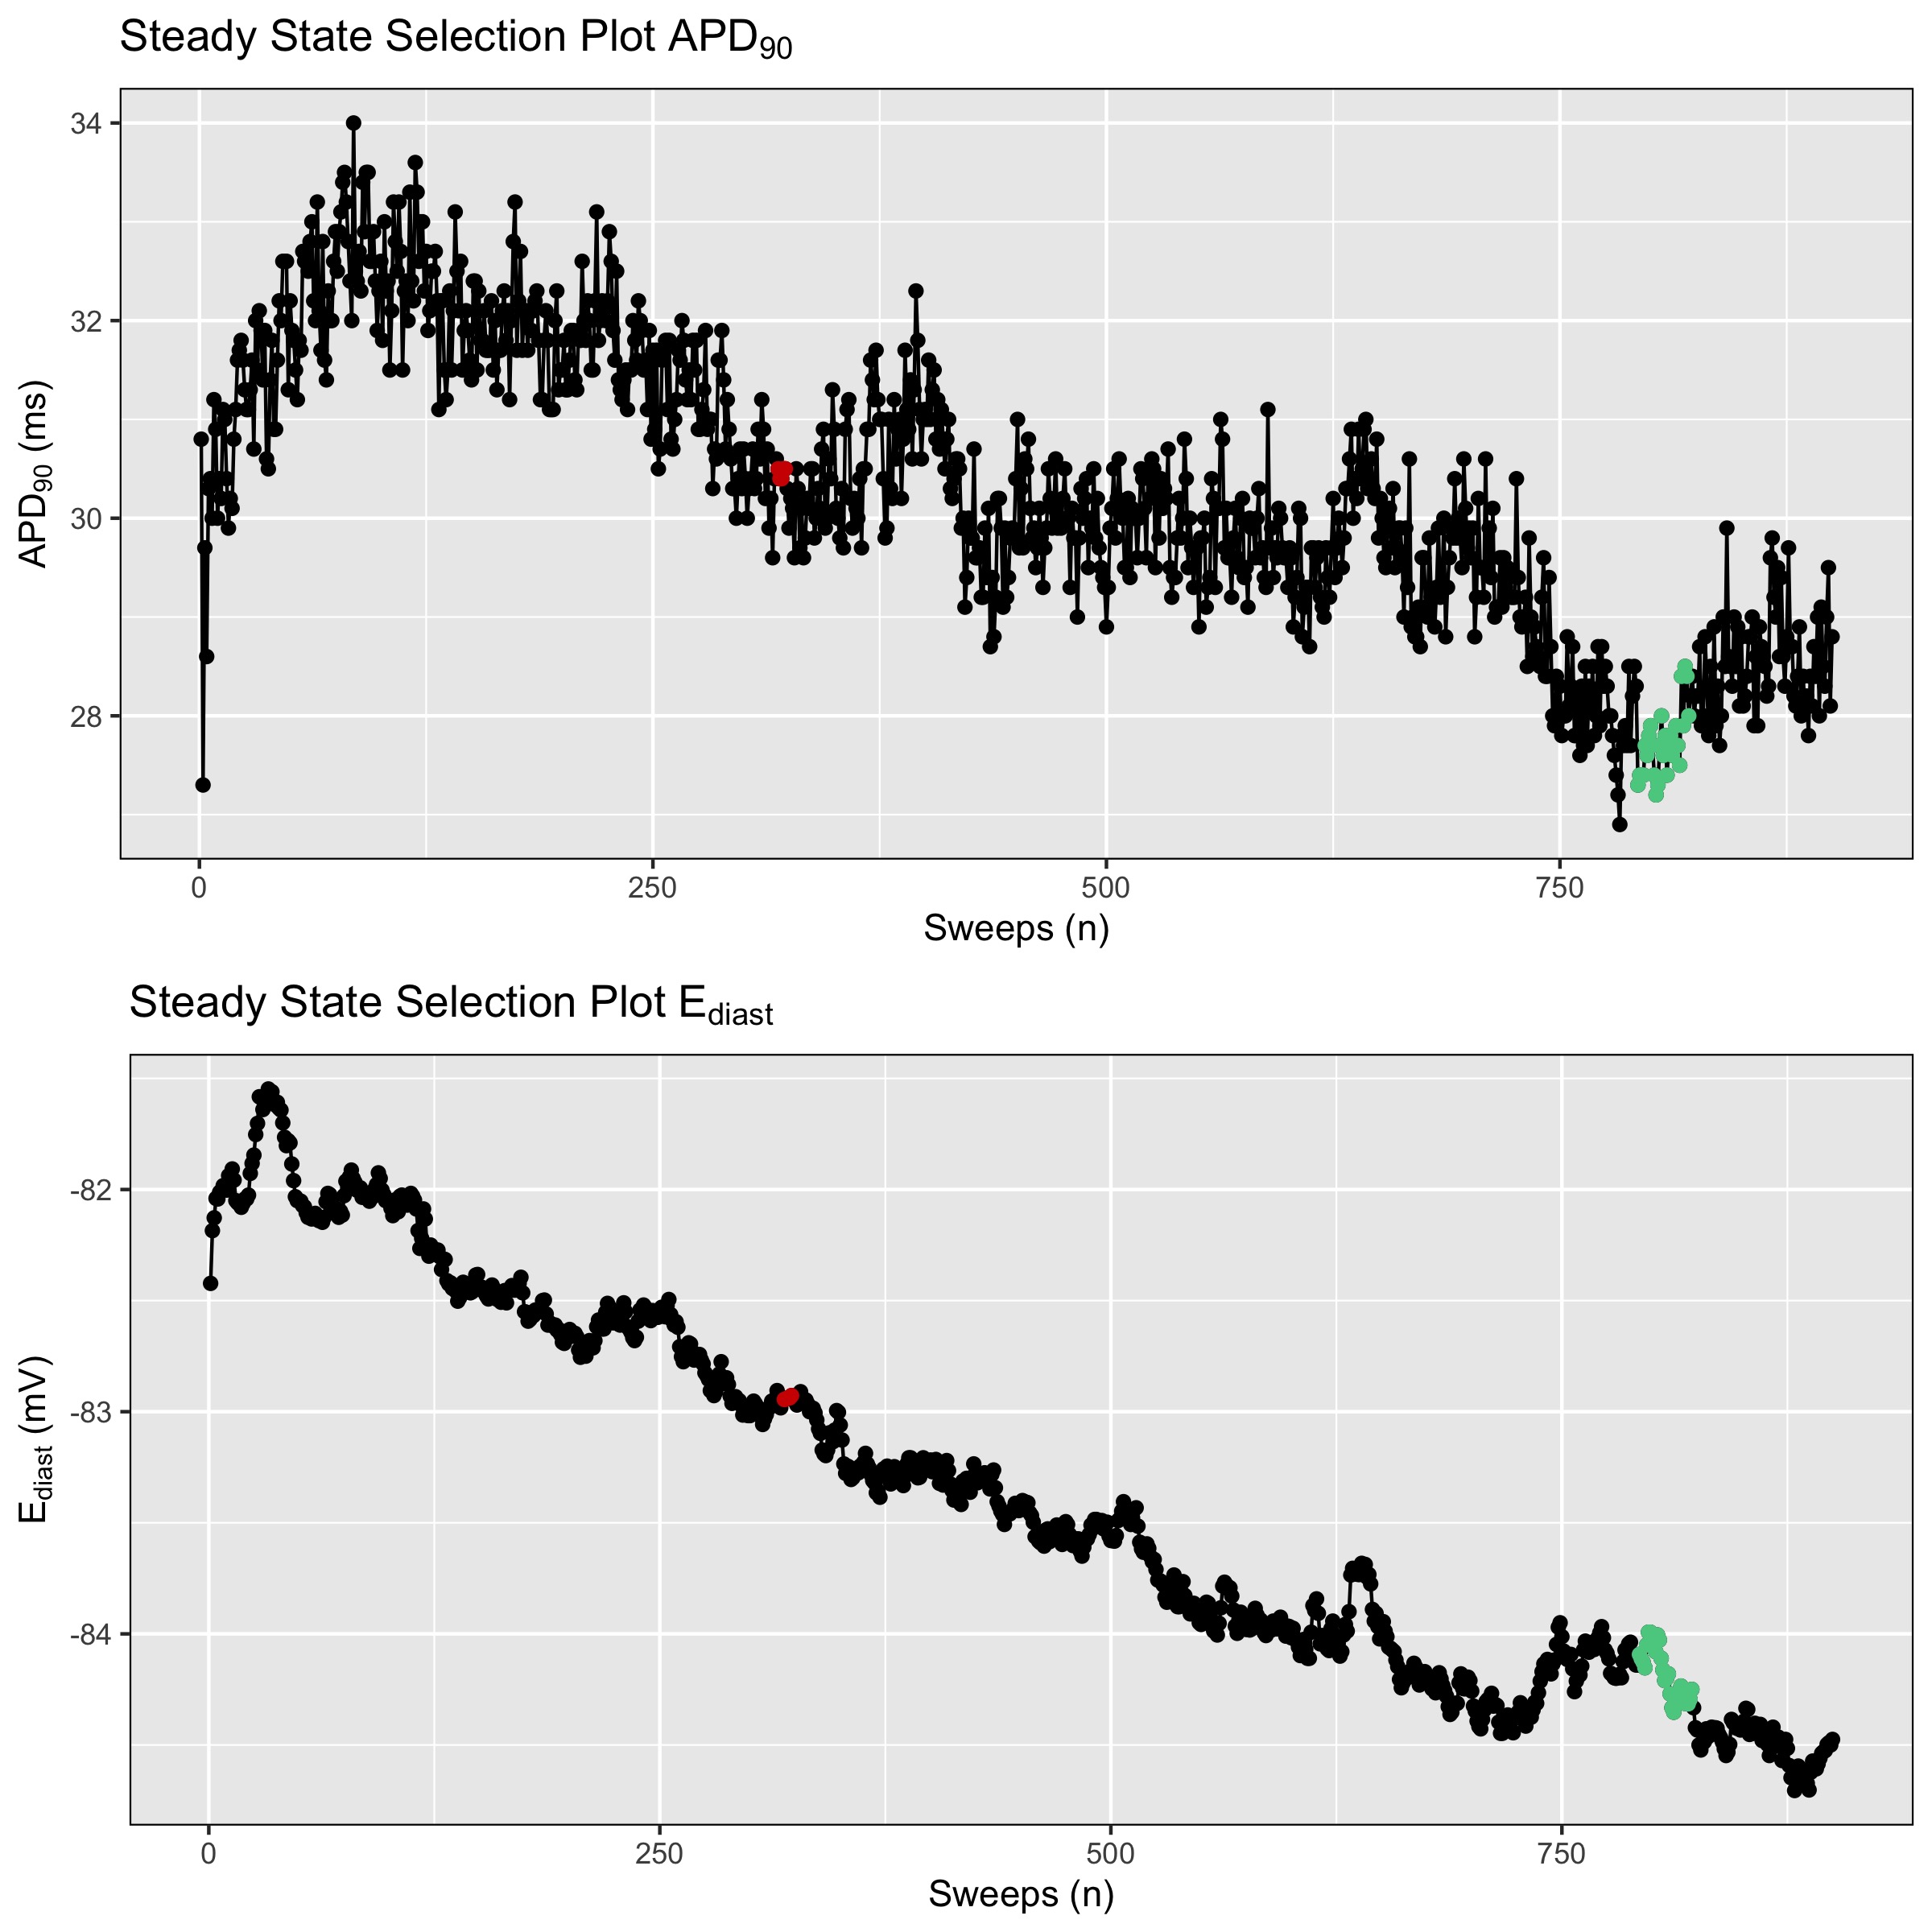 Steady State Selection Plot APD90
34
32
30
28
APD90 (ms)
0 250 500 750
Sweeps (n)
Steady State Selection Plot Ediast
-82
-83
-84
Ediast (mV)
0 250 500 750
Sweeps (n)